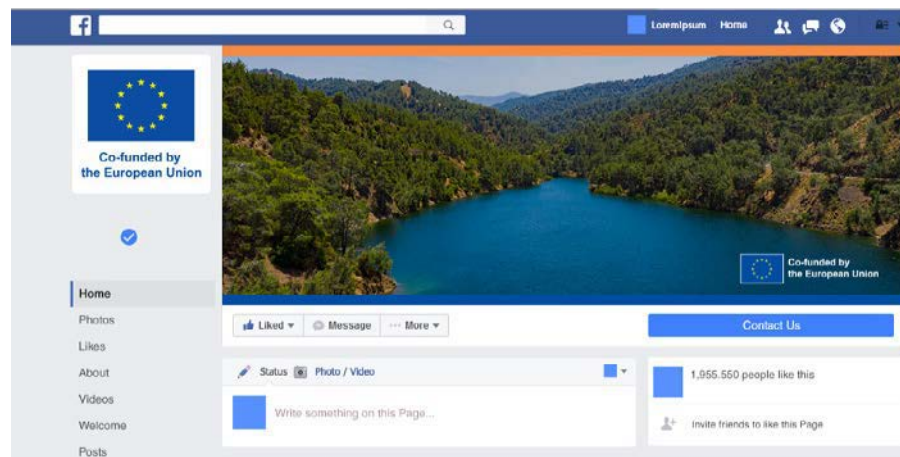 f
Loremipsum Home
Co-funded by
the European Union
Co-funded by
the European Union
Home
Photos
Likes
About
Videos
Welcome
Posts
Liked Message ··· More
Contact Us
Status Photo / Video
Write something on this Page...
1,955.550 people like this
Invite friends to like this Page